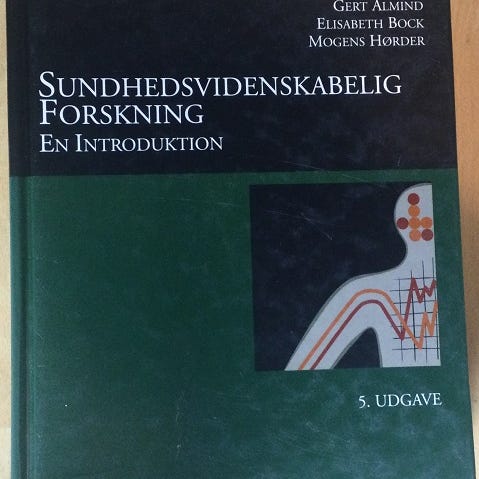 GERT ALMIND
ELISABETH BOCK
MOGENS HØRDER
SUNDHEDSVIDENSKABELIG
FORSKNING
EN INTRODUKTION
5. UDGAVE